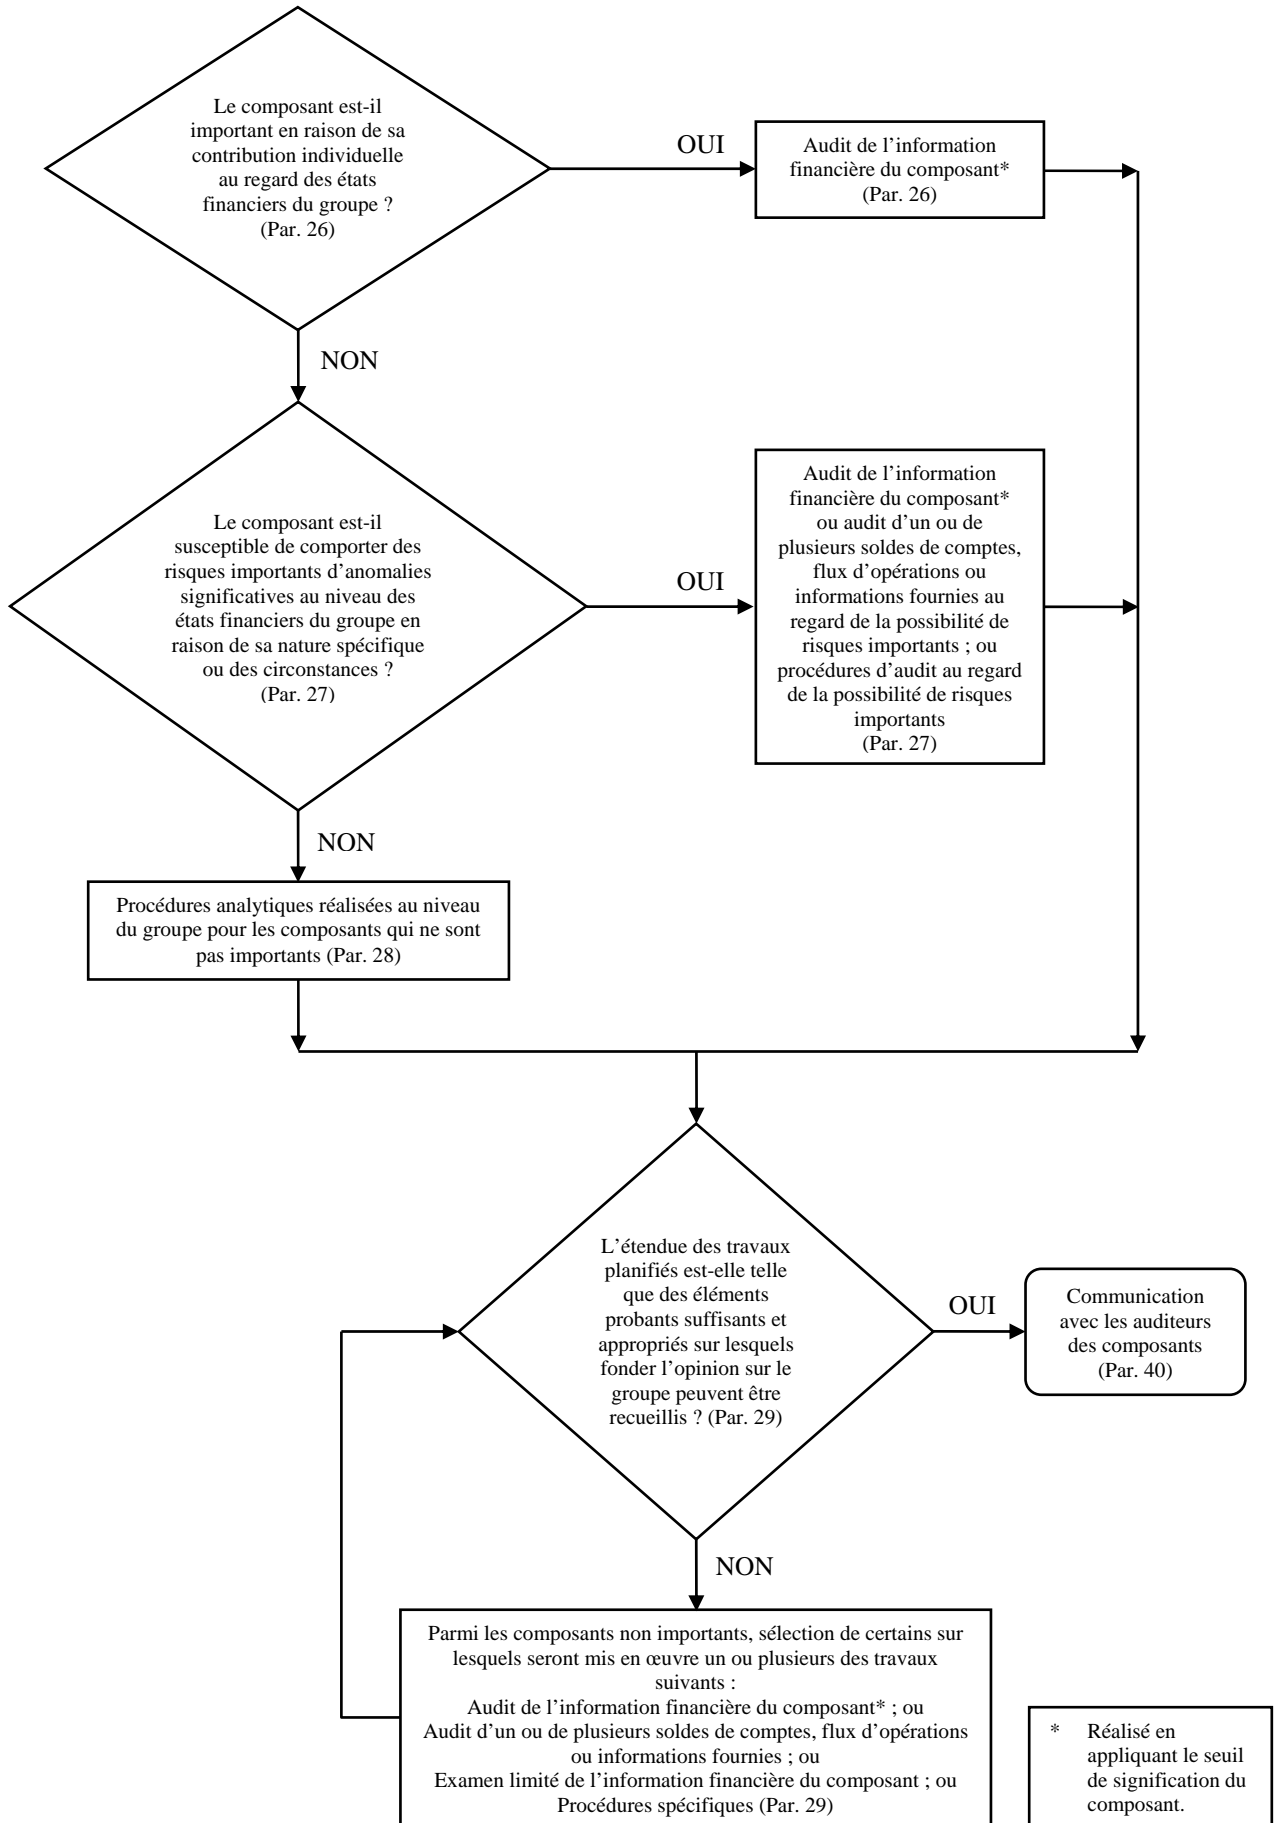 Le composant est-il
important en raison de sa
contribution individuelle
au regard des états
financiers du groupe ?
(Par. 26)
OUI
Audit de l’information
financière du composant*
(Par. 26)
NON
Le composant est-il
susceptible de comporter des
risques importants d’anomalies
significatives au niveau des
états financiers du groupe en
raison de sa nature spécifique
ou des circonstances ?
(Par. 27)
OUI
Audit de l’information
financière du composant*
ou audit d’un ou de
plusieurs soldes de comptes,
flux d’opérations ou
informations fournies au
regard de la possibilité de
risques importants ; ou
procédures d’audit au regard
de la possibilité de risques
importants
(Par. 27)
NON
Procédures analytiques réalisées au niveau
du groupe pour les composants qui ne sont
pas importants (Par. 28)
L’étendue des travaux
planifiés est-elle telle
que des éléments
probants suffisants et
appropriés sur lesquels
fonder l’opinion sur le
groupe peuvent être
recueillis ? (Par. 29)
OUI
Communication
avec les auditeurs
des composants
(Par. 40)
NON
Parmi les composants non importants, sélection de certains sur
lesquels seront mis en œuvre un ou plusieurs des travaux
suivants :
Audit de l’information financière du composant* ; ou
Audit d’un ou de plusieurs soldes de comptes, flux d’opérations
ou informations fournies ; ou
Examen limité de l’information financière du composant ; ou
Procédures spécifiques (Par. 29)
* Réalisé en
appliquant le seuil
de signification du
composant.